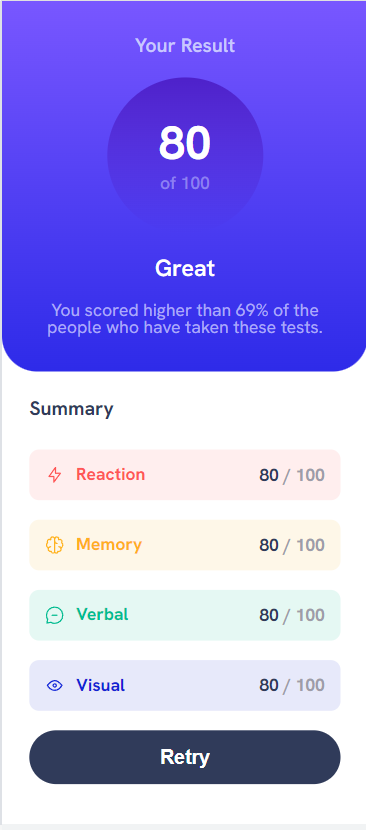 Your Result
80
of 100
Great
You scored higher than 69% of the
people who have taken these tests.
Summary
Reaction 80 / 100
Memory 80 / 100
Verbal 80 / 100
Visual 80 / 100
Retry